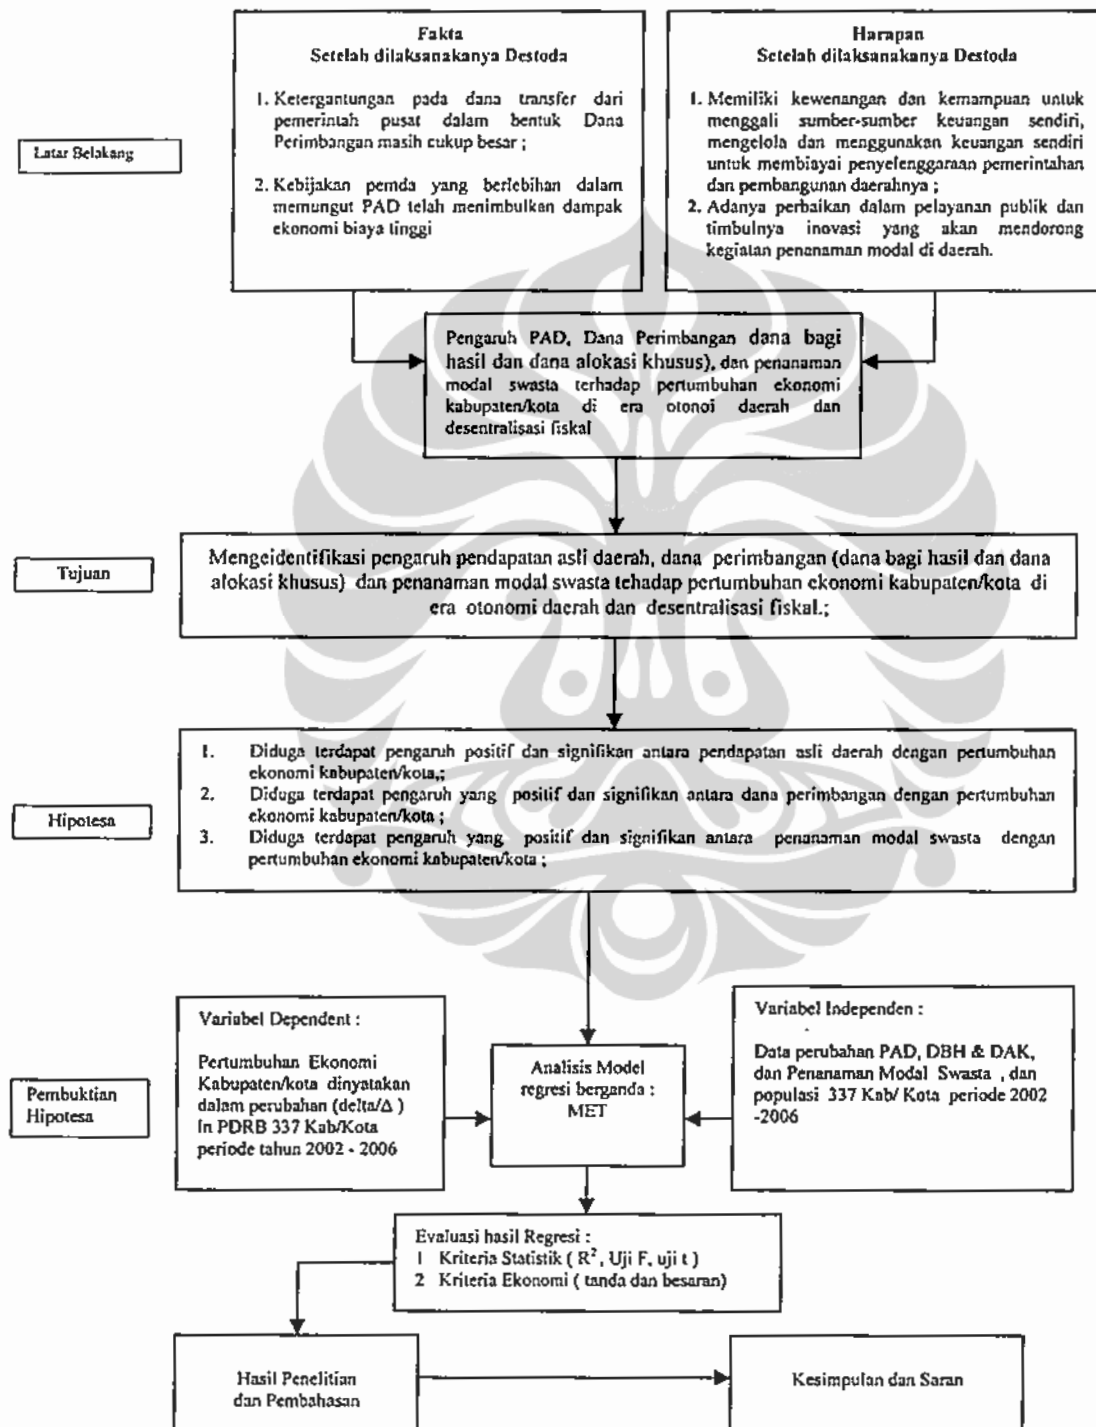 Fakta
Setelah dilaksanakanya Destoda
1. Ketergantungan pada dana transfer dari
pemerintah pusat dalam bentuk Dana
Perimbangan masih cukup besar ;
2. Kebijakan pemda yang berlebihan dalam
memungut PAD telah menimbulkan dampak
ekonomi biaya tinggi
Harapan
Setelah dilaksanakanya Destoda
1. Memiliki kewenangan dan kemampuan untuk
menggali sumber-sumber keuangan sendiri,
mengelola dan menggunakan keuangan sendiri
untuk membiayai penyelenggaraan pemerintahan
dan pembangunan daerahnya ;
2. Adanya perbaikan dalam pelayanan publik dan
timbulnya inovasi yang akan mendorong
kegiatan penanaman modal di daerah.
Latar Belakang
Pengaruh PAD, Dana Perimbangan dana bagi
hasil dan dana alokasi khusus), dan penanaman
modal swasta terhadap pertumbuhan ekonomi
kabupaten/kota di era otonoi daerah dan
desentralisasi fiskal
Tujuan
Mengeidentifikasi pengaruh pendapatan asli daerah, dana perimbangan (dana bagi hasil dan dana
alokasi khusus) dan penanaman modal swasta tehadap pertumbuhan ekonomi kabupaten/kota di
era otonomi daerah dan desentralisasi fiskal.;
Hipotesa
1. Diduga terdapat pengaruh positif dan signifikan antara pendapatan asli daerah dengan pertumbuhan
ekonomi kabupaten/kota,;
2. Diduga terdapat pengaruh yang positif dan signifikan antara dana perimbangan dengan pertumbuhan
ekonomi kabupaten/kota ;
3. Diduga terdapat pengaruh yang positif dan signifikan antara penanaman modal swasta dengan
pertumbuhan ekonomi kabupaten/kota ;
Pembuktian
Hipotesa
Variabel Dependent :
Pertumbuhan Ekonomi
Kabupaten/kota dinyatakan
dalam perubahan (delta/Δ )
ln PDRB 337 Kab/Kota
periode tahun 2002 - 2006
Analisis Model
regresi berganda :
MET
Variabel Independen :
Data perubahan PAD, DBH & DAK,
dan Penanaman Modal Swasta , dan
populasi 337 Kab/ Kota periode 2002
-2006
Evaluasi hasil Regresi :
1 Kriteria Statistik ( R², Uji F, uji t )
2 Kriteria Ekonomi ( tanda dan besaran)
Hasil Penelitian
dan Pembahasan
Kesimpulan dan Saran